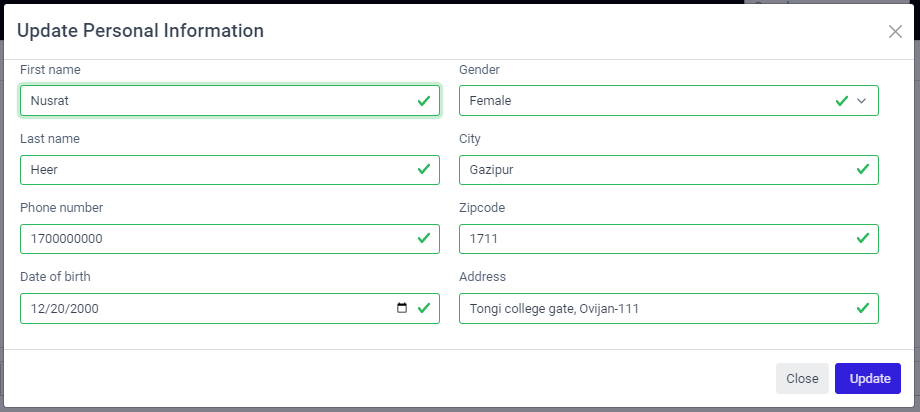 Update Personal Information
First name
Gender
Nusrat
Female
Last name
City
Heer
Gazipur
Phone number
Zipcode
1700000000
1711
Date of birth
Address
12/20/2000
Tongi college gate, Ovijan-111
Close
Update